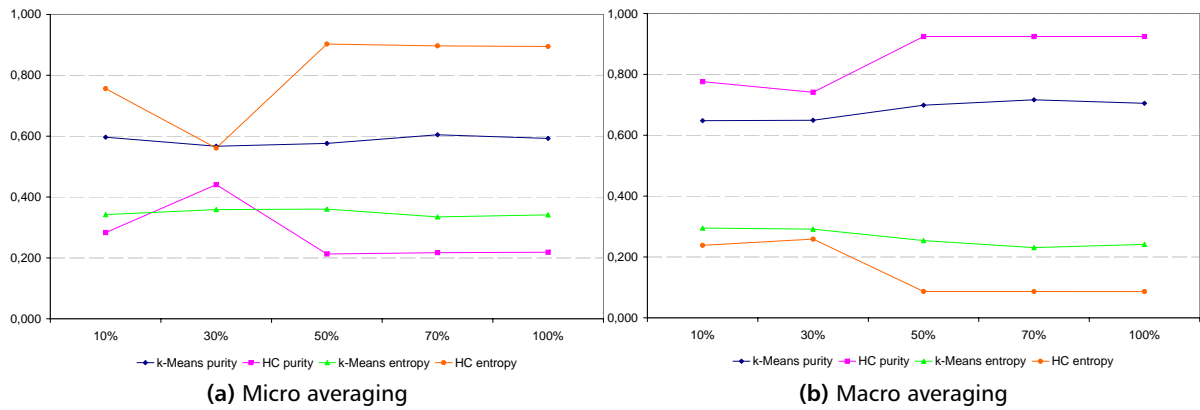 1,000
0,800
0,600
0,400
0,200
0,000
10% 30% 50% 70% 100%
k-Means purity HC purity k-Means entropy HC entropy
(a) Micro averaging
1,000
0,800
0,600
0,400
0,200
0,000
10% 30% 50% 70% 100%
k-Means purity HC purity k-Means entropy HC entropy
(b) Macro averaging